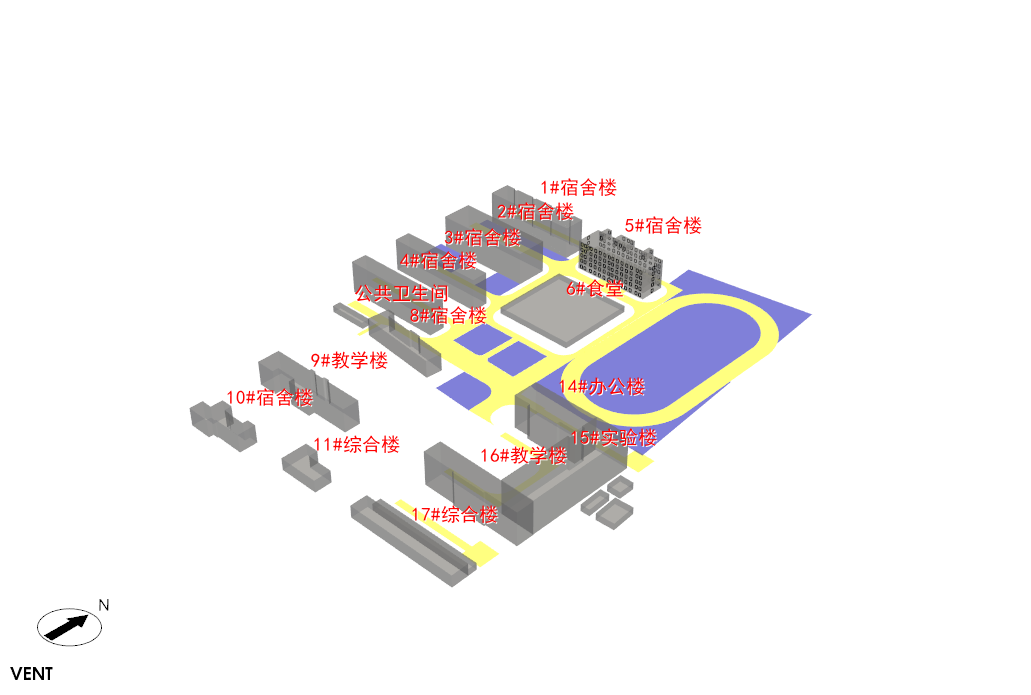 1#宿舍楼
2#宿舍楼
5#宿舍楼
3#宿舍楼
4#宿舍楼
6#食堂
公共卫生间
8#宿舍楼
9#教学楼
14#办公楼
10#宿舍楼
15#实验楼
11#综合楼
16#教学楼
17#综合楼
N
VENT